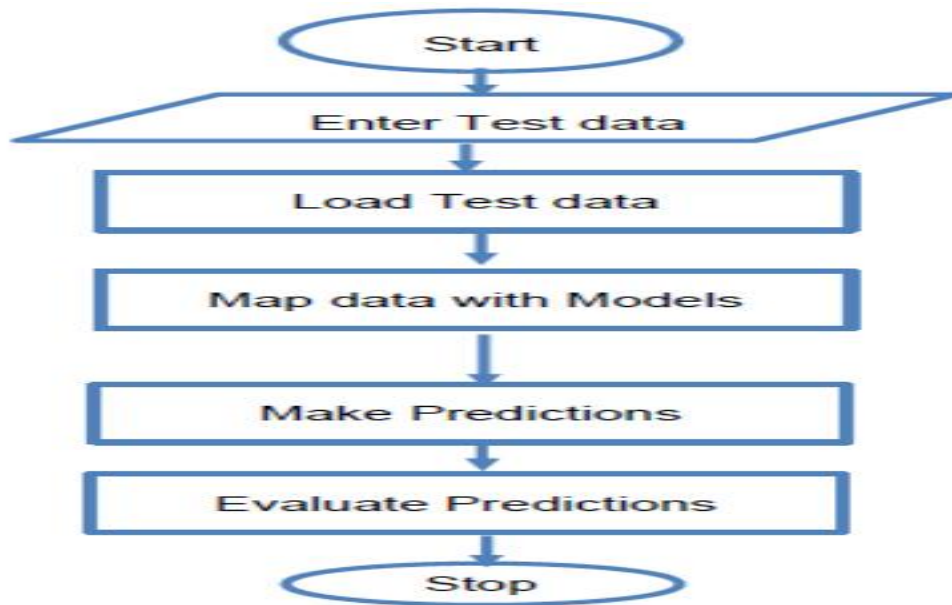 Start
Enter Test data
Load Test data
Map data with Models
Make Predictions
Evaluate Predictions
Stop